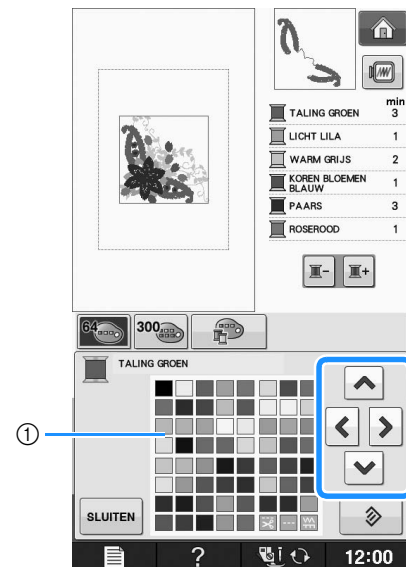 min
TALING GROEN 3
LICHT LILA 1
WARM GRIJS 2
KOREN BLOEMEN
BLAUW 1
PAARS 3
ROSEROOD 1
64 300
TALING GROEN
①
SLUITEN
? 12:00